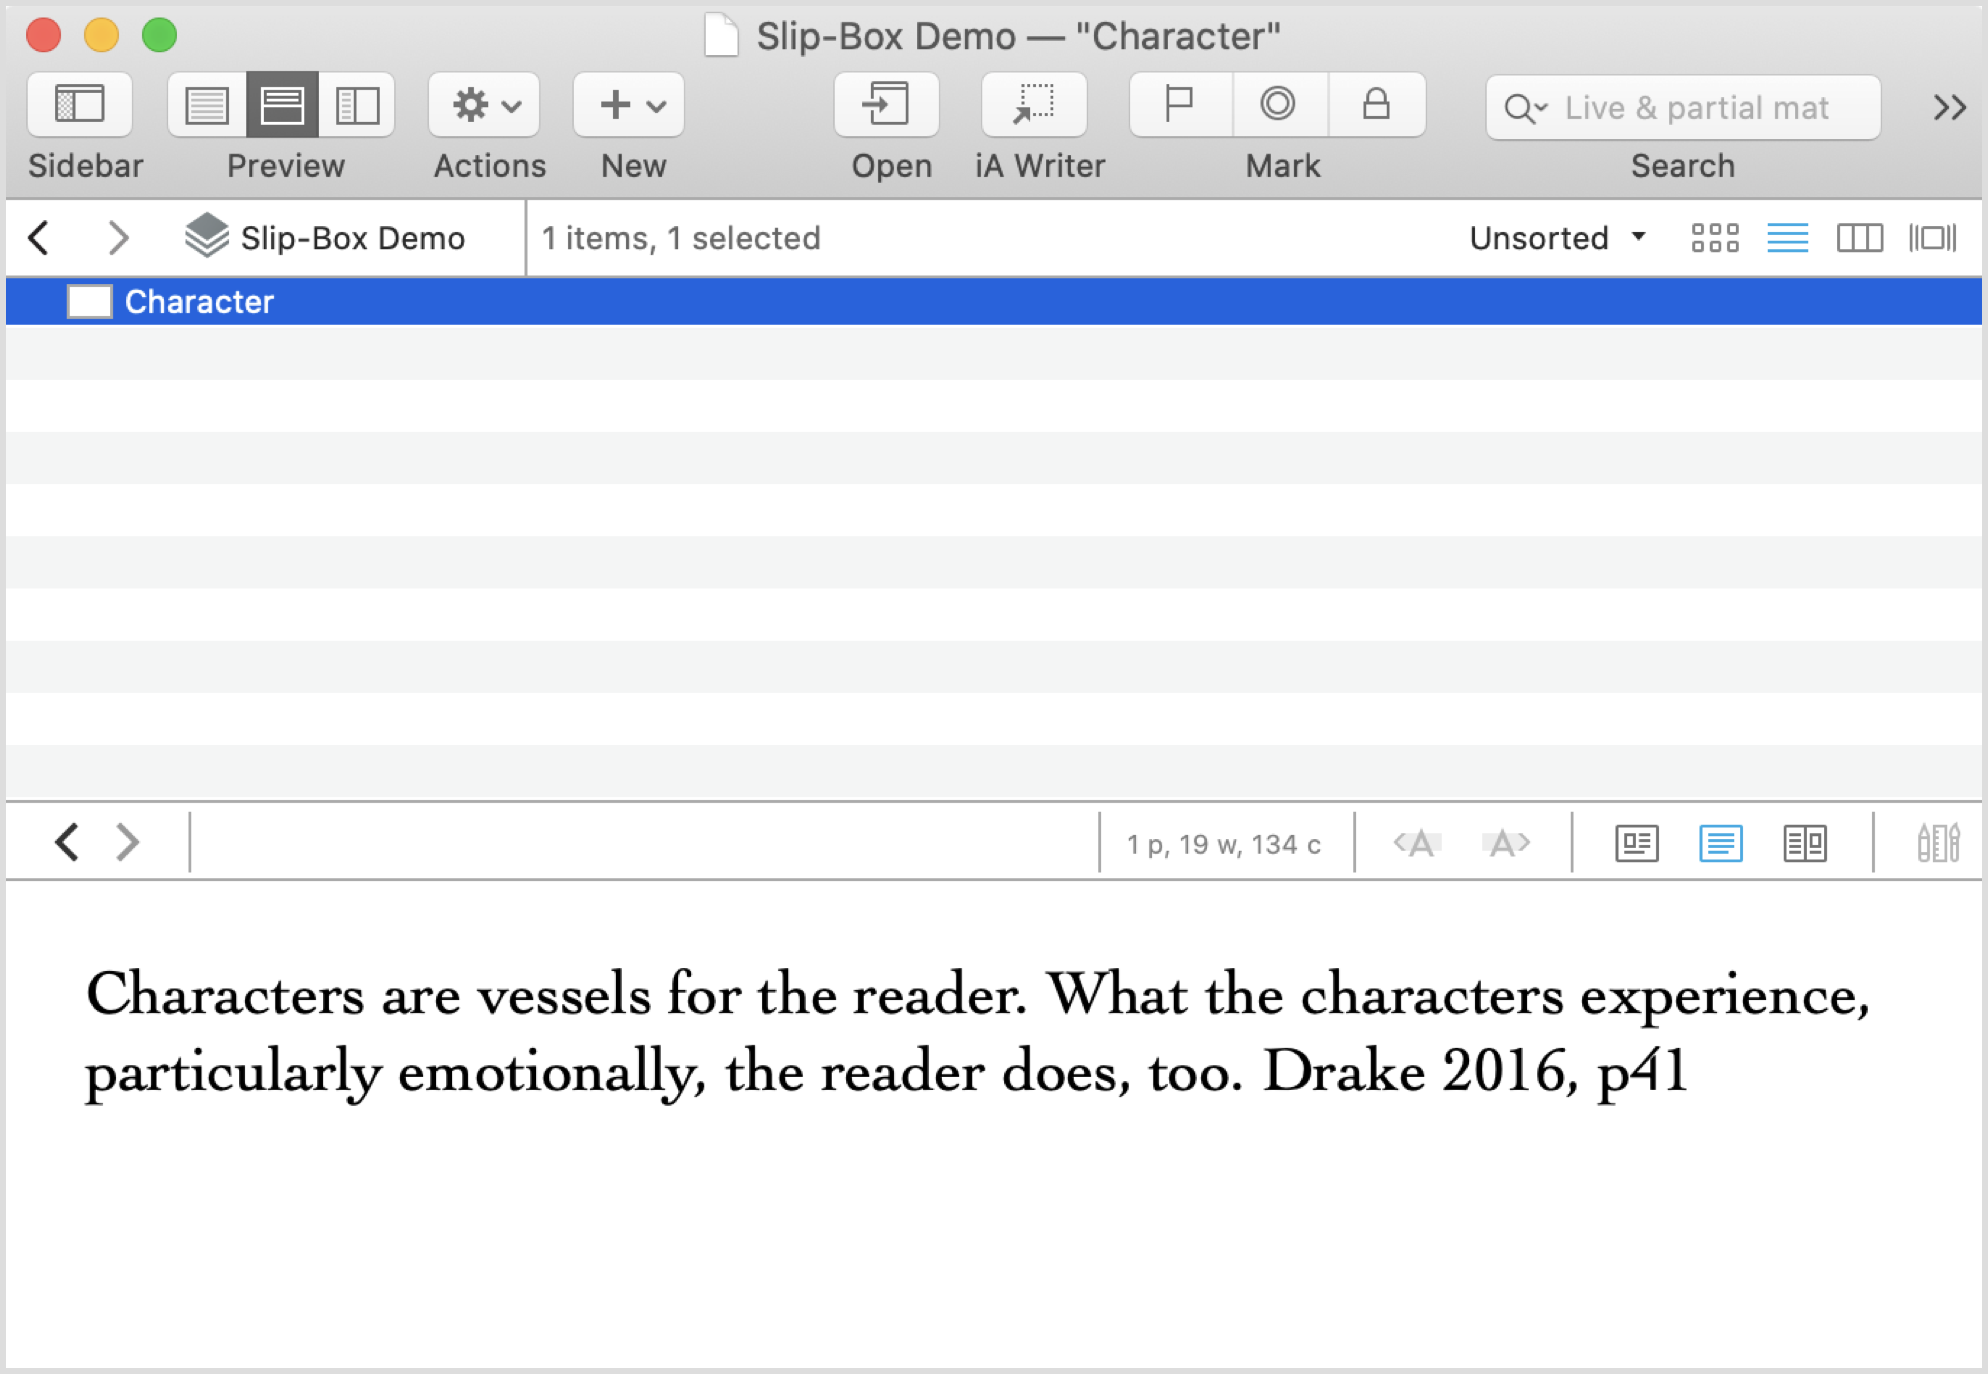 Slip-Box Demo — "Character"
Live & partial mat
Sidebar Preview Actions New Open iA Writer Mark Search
Slip-Box Demo 1 items, 1 selected Unsorted
Character
1 p, 19 w, 134 c
Characters are vessels for the reader. What the characters experience,
particularly emotionally, the reader does, too. Drake 2016, p41